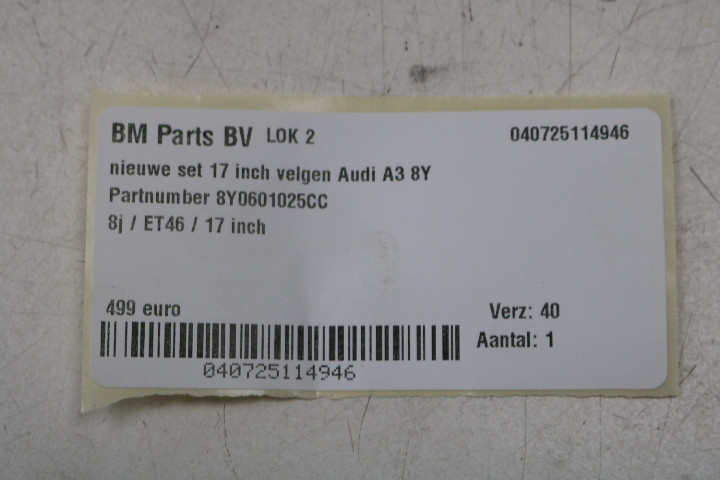 BM Parts BV LOK 2 040725114946
nieuwe set 17 inch velgen Audi A3 8Y
Partnumber 8Y0601025CC
8j / ET46 / 17 inch
499 euro Verz: 40
Aantal: 1
040725114946